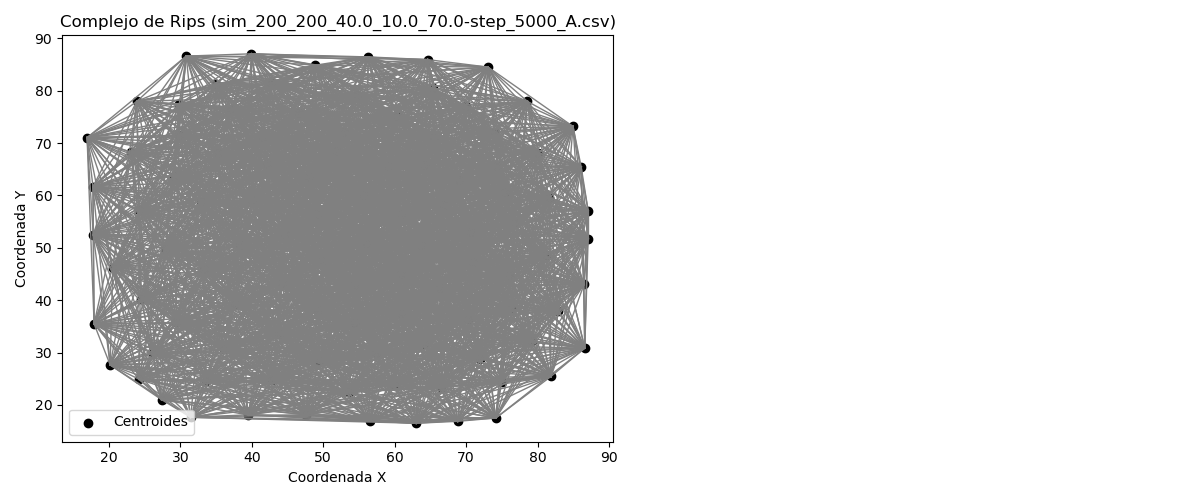 Complejo de Rips (sim_200_200_40.0_10.0_70.0-step_5000_A.csv)
90
80
70
60
50
40
30
20
Coordenada Y
Centroides
20 30 40 50 60 70 80 90
Coordenada X